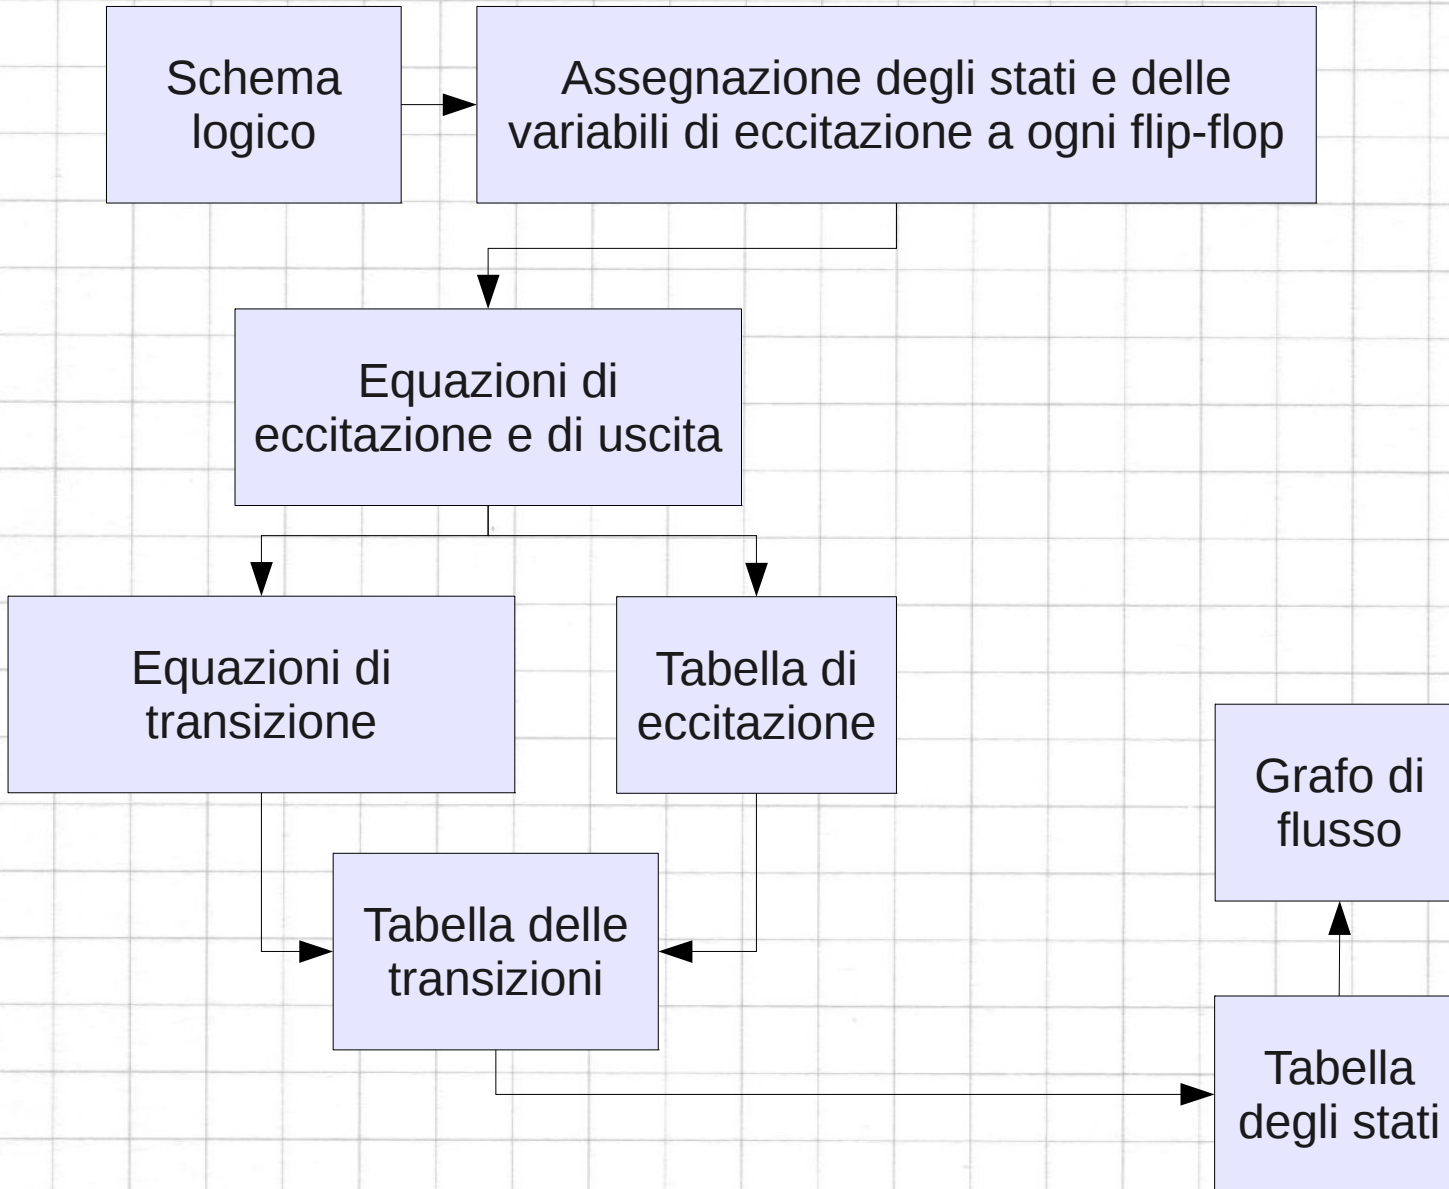 Schema
logico
Assegnazione degli stati e delle
variabili di eccitazione a ogni flip-flop
Equazioni di
eccitazione e di uscita
Equazioni di
transizione
Tabella di
eccitazione
Tabella delle
transizioni
Grafo di
flusso
Tabella
degli stati